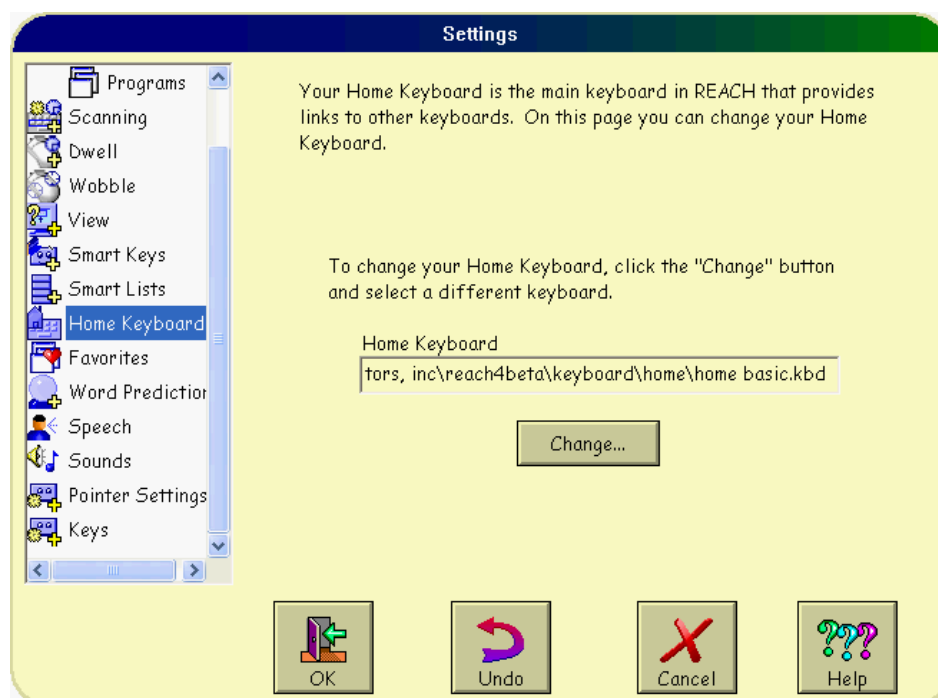 Settings
Programs
Scanning
Dwell
Wobble
View
Smart Keys
Smart Lists
Home Keyboard
Favorites
Word Prediction
Speech
Sounds
Pointer Settings
Keys
Your Home Keyboard is the main keyboard in REACH that provides
links to other keyboards. On this page you can change your Home
Keyboard.
To change your Home Keyboard, click the "Change" button
and select a different keyboard.
Home Keyboard
tors, inc\reach4beta\keyboard\home\home basic.kbd
Change...
OK
Undo
Cancel
Help